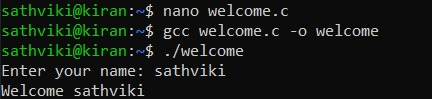 sathviki@kiran:~$ nano welcome.c
sathviki@kiran:~$ gcc welcome.c -o welcome
sathviki@kiran:~$ ./welcome
Enter your name: sathviki
Welcome sathviki